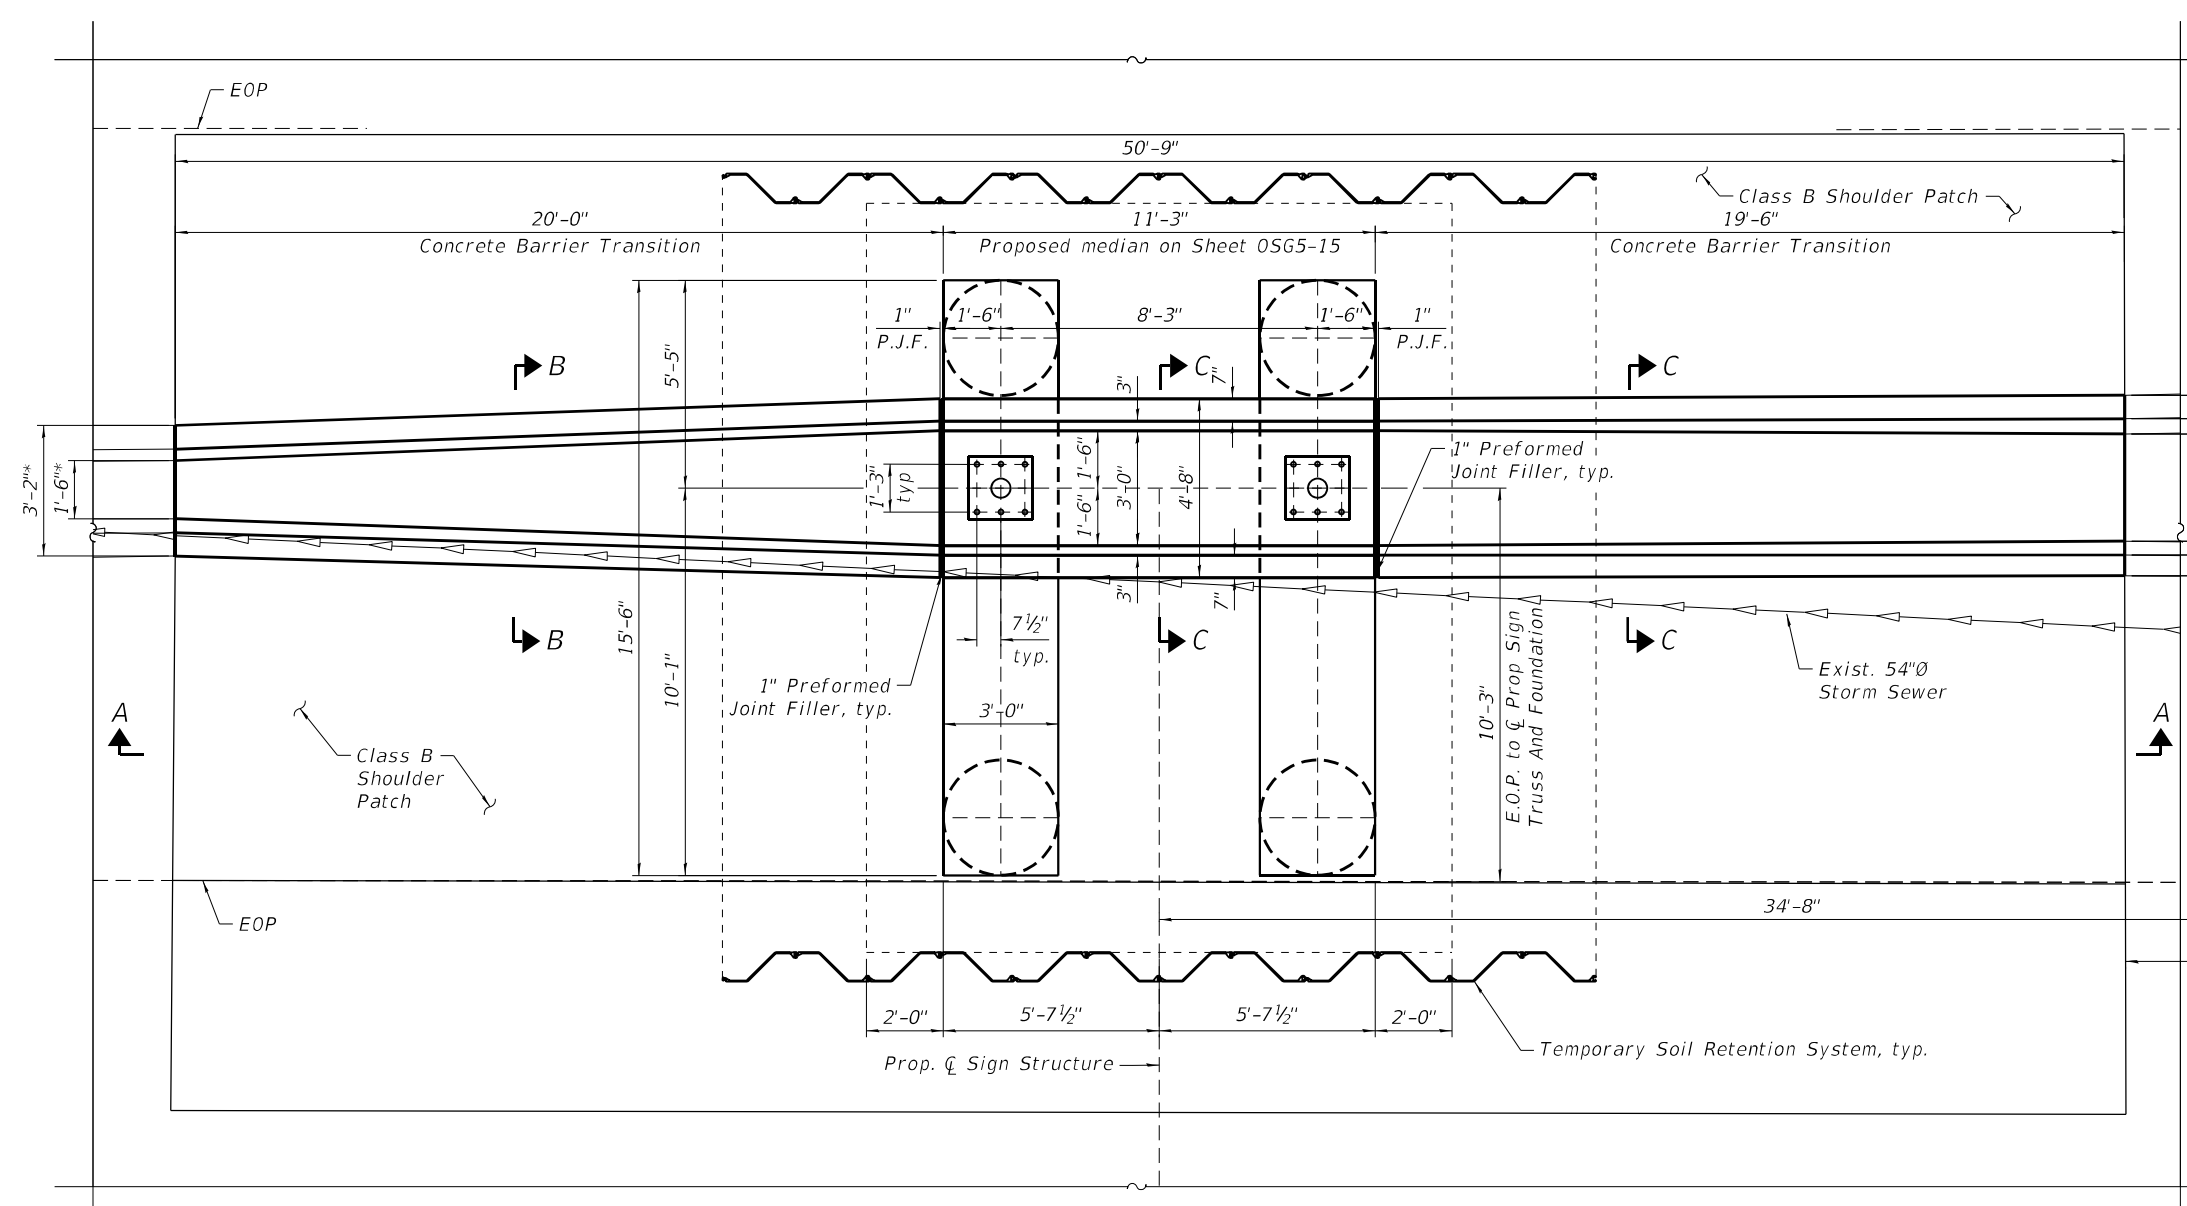 EOP
50'-9"
Class B Shoulder Patch
20'-0"
11'-3"
19'-6"
Concrete Barrier Transition
Proposed median on Sheet OSG5-15
Concrete Barrier Transition
1"
P.J.F.
1'-6"
8'-3"
1'-6"
1"
P.J.F.
5'-5"
B
C
C
3"
7"
3'-2"*
1'-6"*
1'-3"
typ
1'-6"
1'-6"
3'-0"
4'-8"
1" Preformed
Joint Filler, typ.
3"
7"
15'-6"
10'-1"
7½"
typ.
B
C
C
1" Preformed
Joint Filler, typ.
3'-0"
10'-3"
E.O.P. to ℄ Prop Sign
Truss And Foundation
Exist. 54"Ø
Storm Sewer
A
A
Class B
Shoulder
Patch
EOP
34'-8"
2'-0"
5'-7½"
5'-7½"
2'-0"
Prop. ℄ Sign Structure
Temporary Soil Retention System, typ.